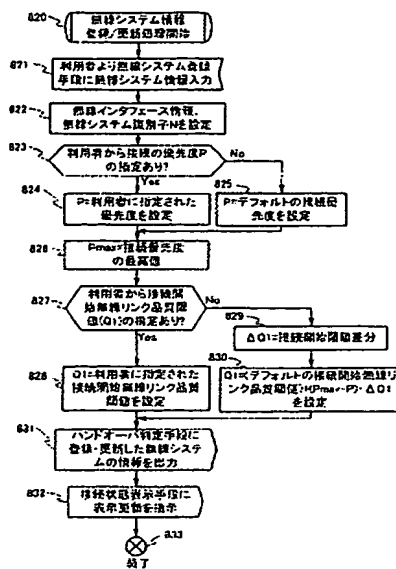 820
無線システム情報
登録/更新処理開始
821
利用者より無線システム登録
手段に無線システム情報入力
822
無線インタフェース情報、
無線システム識別子Nを設定
823
利用者から接続の優先度P
の指定あり?
No
Yes
824
P=利用者に指定された
優先度を設定
825
P=デフォルトの接続優
先度を設定
826
Pmax=接続優先度
の最高値
827
利用者から接続開
始無線リンク品質閾
値(Q1)の指定あり?
No
Yes
829
ΔQ1=接続開始閾値差分
828
Q1=利用者に指定された
接続開始無線リンク品質
閾値を設定
830
Q1=(デフォルトの接続開始無線リ
ンク品質閾値)+(Pmax-P)・ΔQ1
を設定
831
ハンドオーバ判定手段に
登録・更新した無線システ
ムの情報を出力
832
接続状態表示手段に
表示更新を指示
833
終了